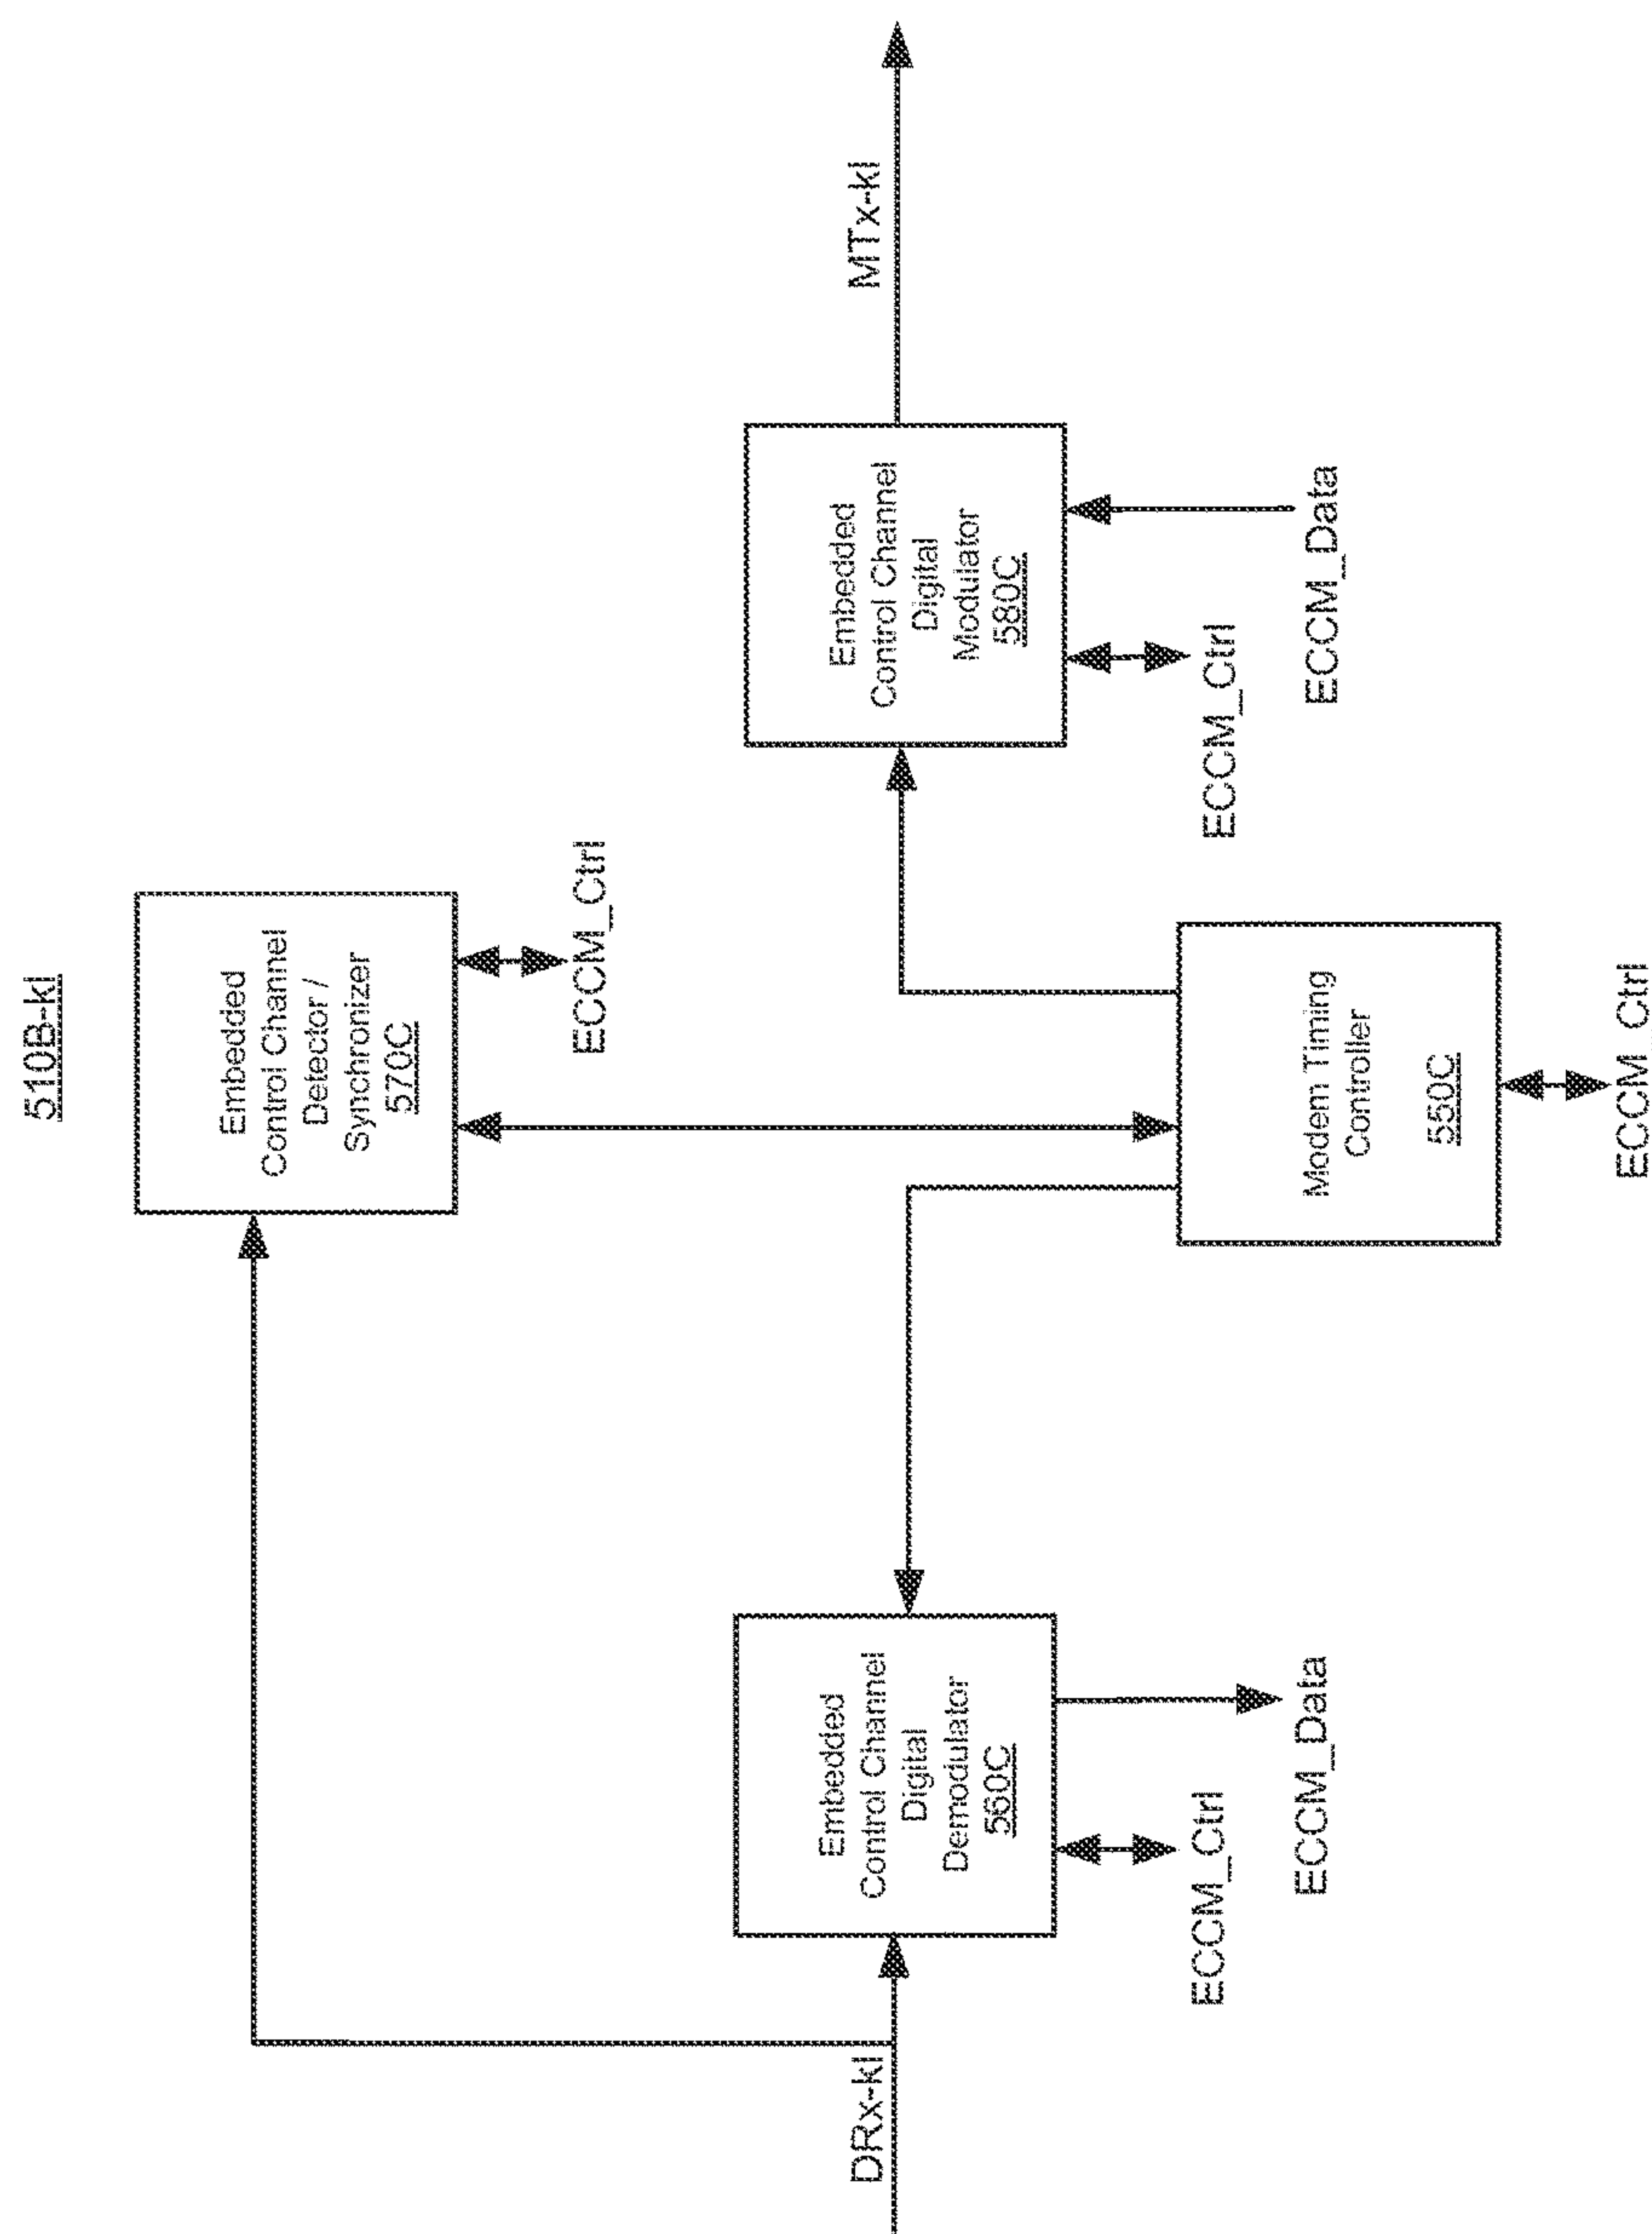 510B-kl
Embedded
Control Channel
Detector /
Synchronizer
570C
ECCM_Ctrl
DRx-kl
Embedded
Control Channel
Digital
Demodulator
560C
ECCM_Ctrl
ECCM_Data
Embedded
Control Channel
Digital
Modulator
580C
ECCM_Ctrl
ECCM_Data
MTx-kl
Modem Timing
Controller
550C
ECCM_Ctrl